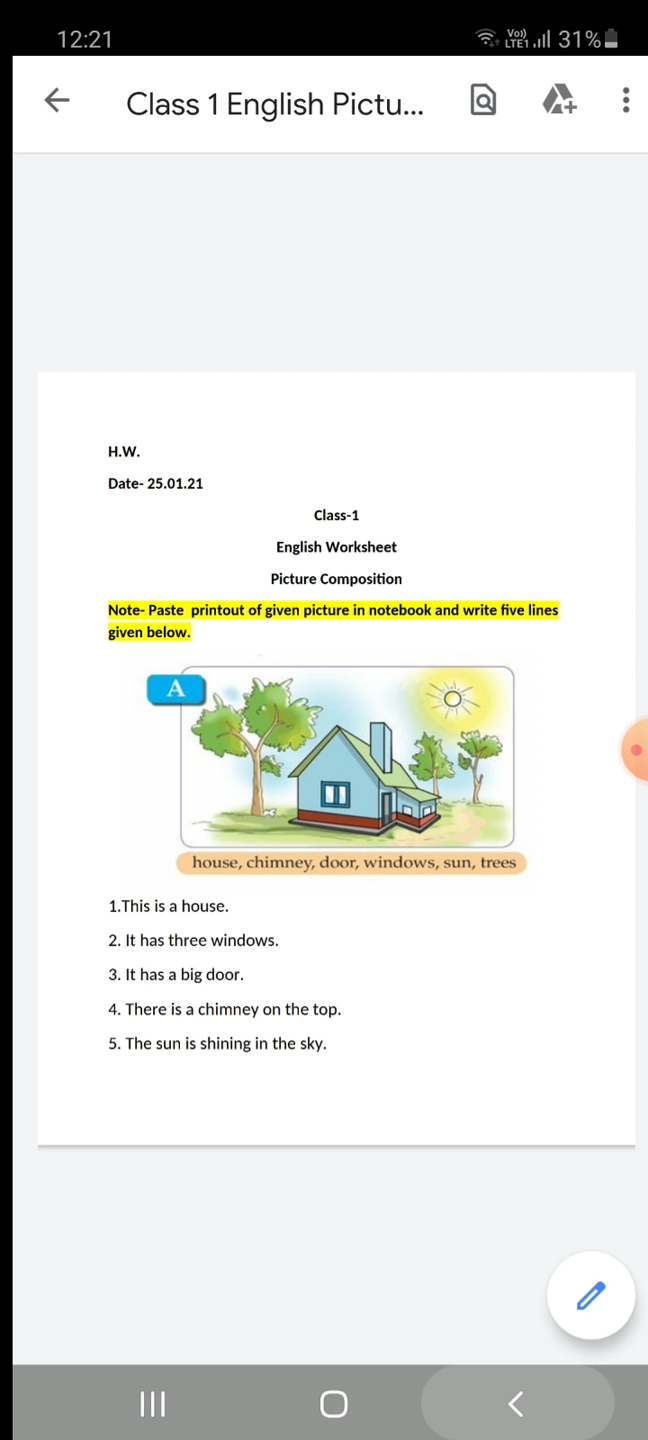 12:21
Vo))
LTE1
31%
Class 1 English Pictu...
H.W.
Date- 25.01.21
Class-1
English Worksheet
Picture Composition
Note- Paste printout of given picture in notebook and write five lines
given below.
A
house, chimney, door, windows, sun, trees
1.This is a house.
2. It has three windows.
3. It has a big door.
4. There is a chimney on the top.
5. The sun is shining in the sky.